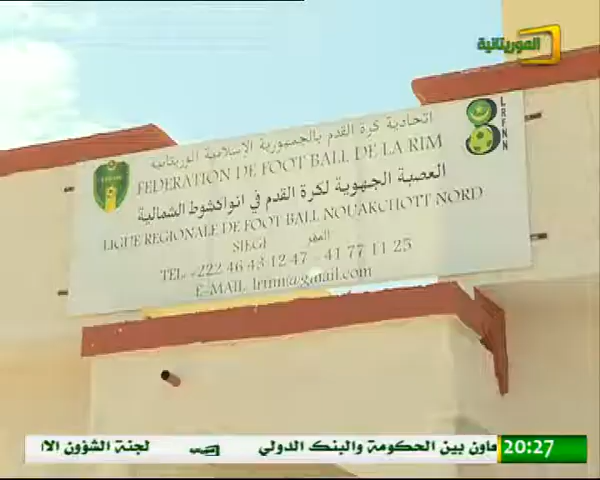 الموريتانية
اتحادية كرة القدم بالجمهورية الإسلامية الموريتانية
FEDERATION DE FOOT BALL DE LA RIM
العصبة الجهوية لكرة القدم في انواكشوط الشمالية
LIGUE REGIONALE DE FOOT BALL NOUAKCHOTT NORD
SIEGE المقر
TEL: +222 46 43 12 47 - 41 77 11 25
E-MAIL lrfnn@gmail.com
LRFNN
20:27 عاون بين الحكومة والبنك الدولي لجنة الشؤون الا